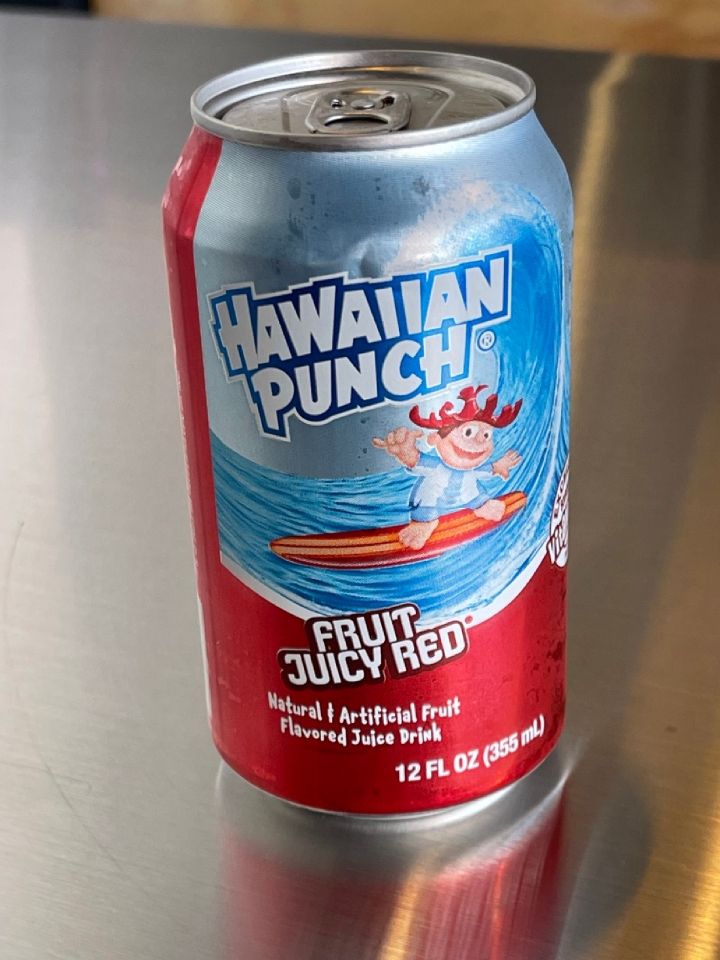 HAWAIIAN
PUNCH®
FRUIT
JUICY RED®
Natural & Artificial Fruit
Flavored Juice Drink
12 FL OZ (355 mL)